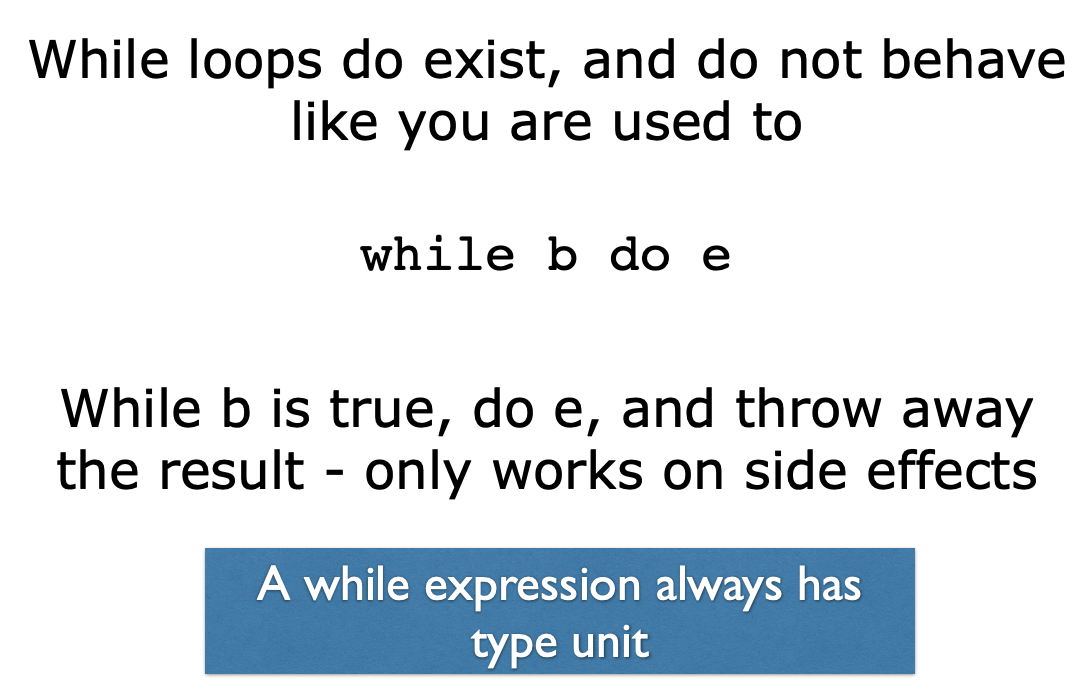 While loops do exist, and do not behave
like you are used to
while b do e
While b is true, do e, and throw away
the result - only works on side effects
A while expression always has
type unit